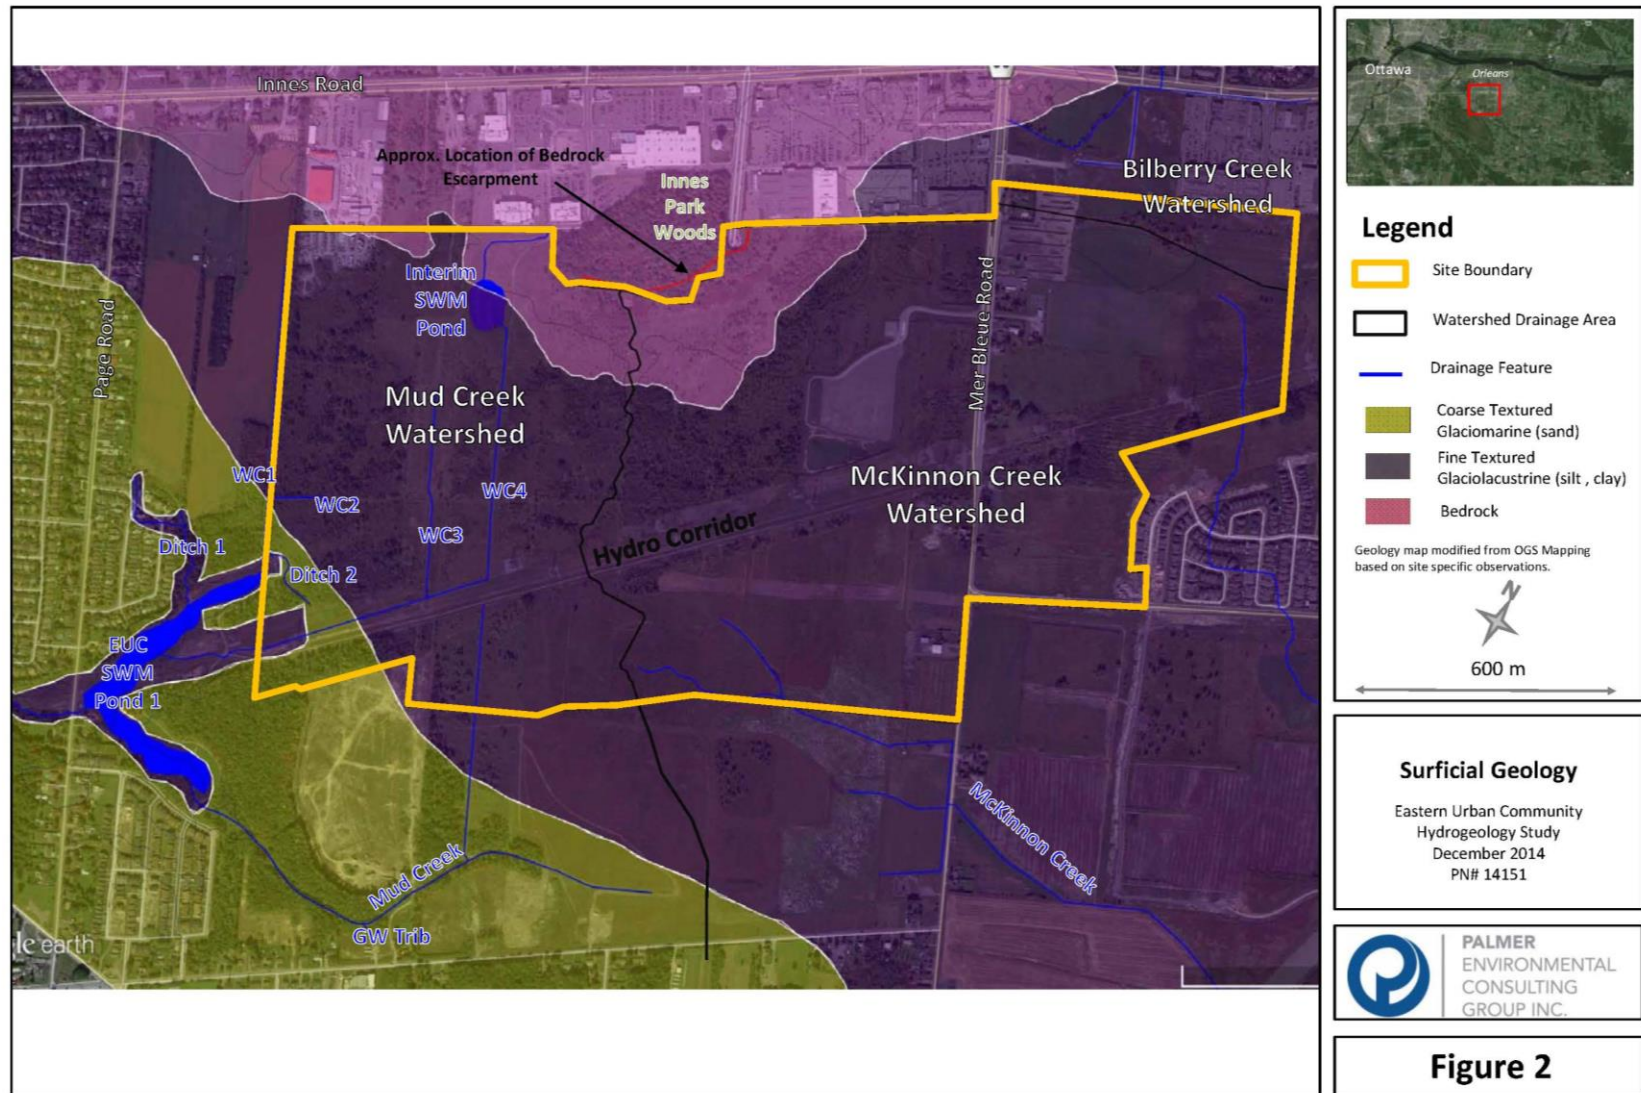 Innes Road
Approx. Location of Bedrock
Escarpment
Innes
Park
Woods
Bilberry Creek
Watershed
Interim
SWM
Pond
Page Road
Mer Bleue Road
Mud Creek
Watershed
McKinnon Creek
Watershed
WC1
WC2
WC4
WC3
Hydro Corridor
Ditch 1
Ditch 2
EUC
SWM
Pond 1
Mud Creek
McKinnon Creek
GW Trib
le earth
Ottawa
Orleans
Legend
Site Boundary
Watershed Drainage Area
Drainage Feature
Coarse Textured
Glaciomarine (sand)
Fine Textured
Glaciolacustrine (silt , clay)
Bedrock
Geology map modified from OGS Mapping
based on site specific observations.
N
600 m
Surficial Geology
Eastern Urban Community
Hydrogeology Study
December 2014
PN# 14151
PALMER
ENVIRONMENTAL
CONSULTING
GROUP INC.
Figure 2